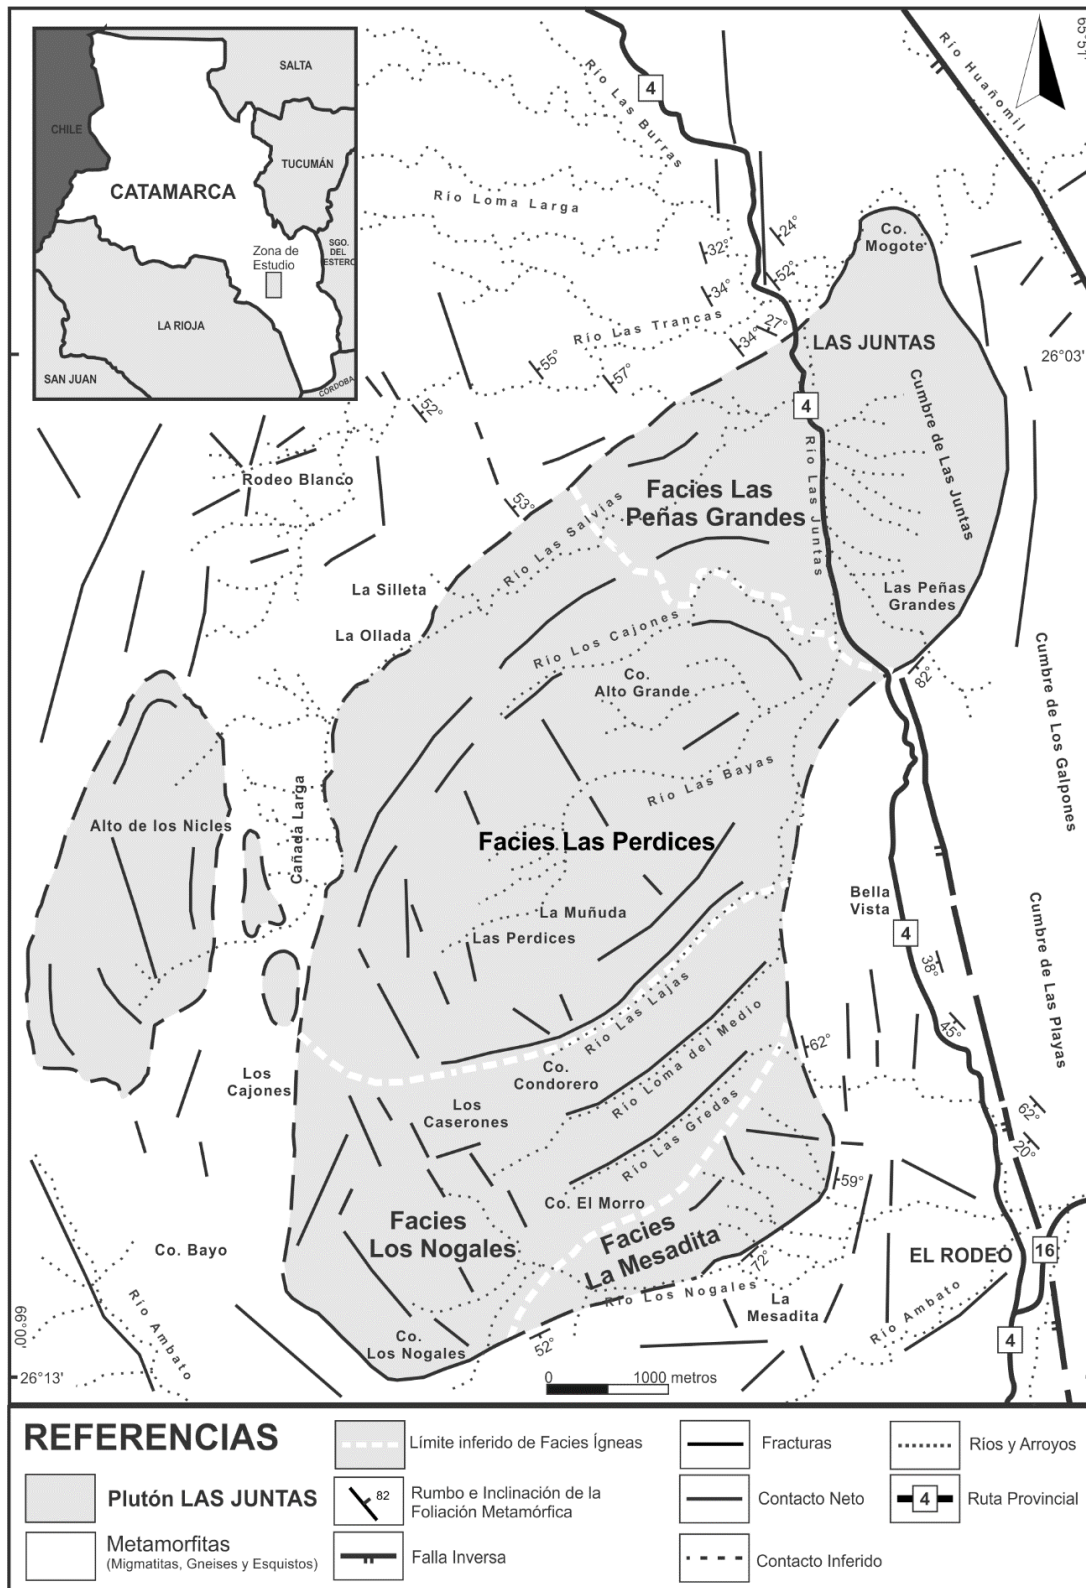 65°57'
SALTA
CHILE
TUCUMÁN
CATAMARCA
SGO.
DEL
ESTERO
Zona de
Estudio
LA RIOJA
SAN JUAN
CÓRDOBA
Río Huañomil
4
Río Las Burras
Río Loma Larga
Co.
Mogote
24°
32°
52°
34°
27°
Río Las Trancas
34°
LAS JUNTAS
26°03'
55°
57°
52°
4
Cumbre de Las Juntas
Río Las Juntas
Rodeo Blanco
53°
Facies Las
Peñas Grandes
Río Las Salvias
La Silleta
Las Peñas
Grandes
La Ollada
Río Los Cajones
82°
Co.
Alto Grande
Cumbre de Los Galpones
Río Las Bayas
Alto de los Nicles
Cañada Larga
Facies Las Perdices
Bella
Vista
La Muñuda
Las Perdices
4
38°
Cumbre de Las Playas
Río Las Lajas
45°
Río Loma del Medio
62°
Co.
Condorero
Los
Cajones
Los
Caserones
Río Las Gredas
62°
20°
59°
Co. El Morro
Facies
Los Nogales
Facies
La Mesadita
Co. Bayo
EL RODEO
16
72°
Río Los Nogales
La
Mesadita
Río Ambato
Río Ambato
66°00'
Co.
Los Nogales
52°
4
26°13'
0 1000 metros
REFERENCIAS
Plutón LAS JUNTAS
Metamorfitas
(Migmatitas, Gneises y Esquistos)
Límite inferido de Facies Ígneas
82
Rumbo e Inclinación de la
Foliación Metamórfica
Falla Inversa
Fracturas
Contacto Neto
Contacto Inferido
Ríos y Arroyos
4
Ruta Provincial